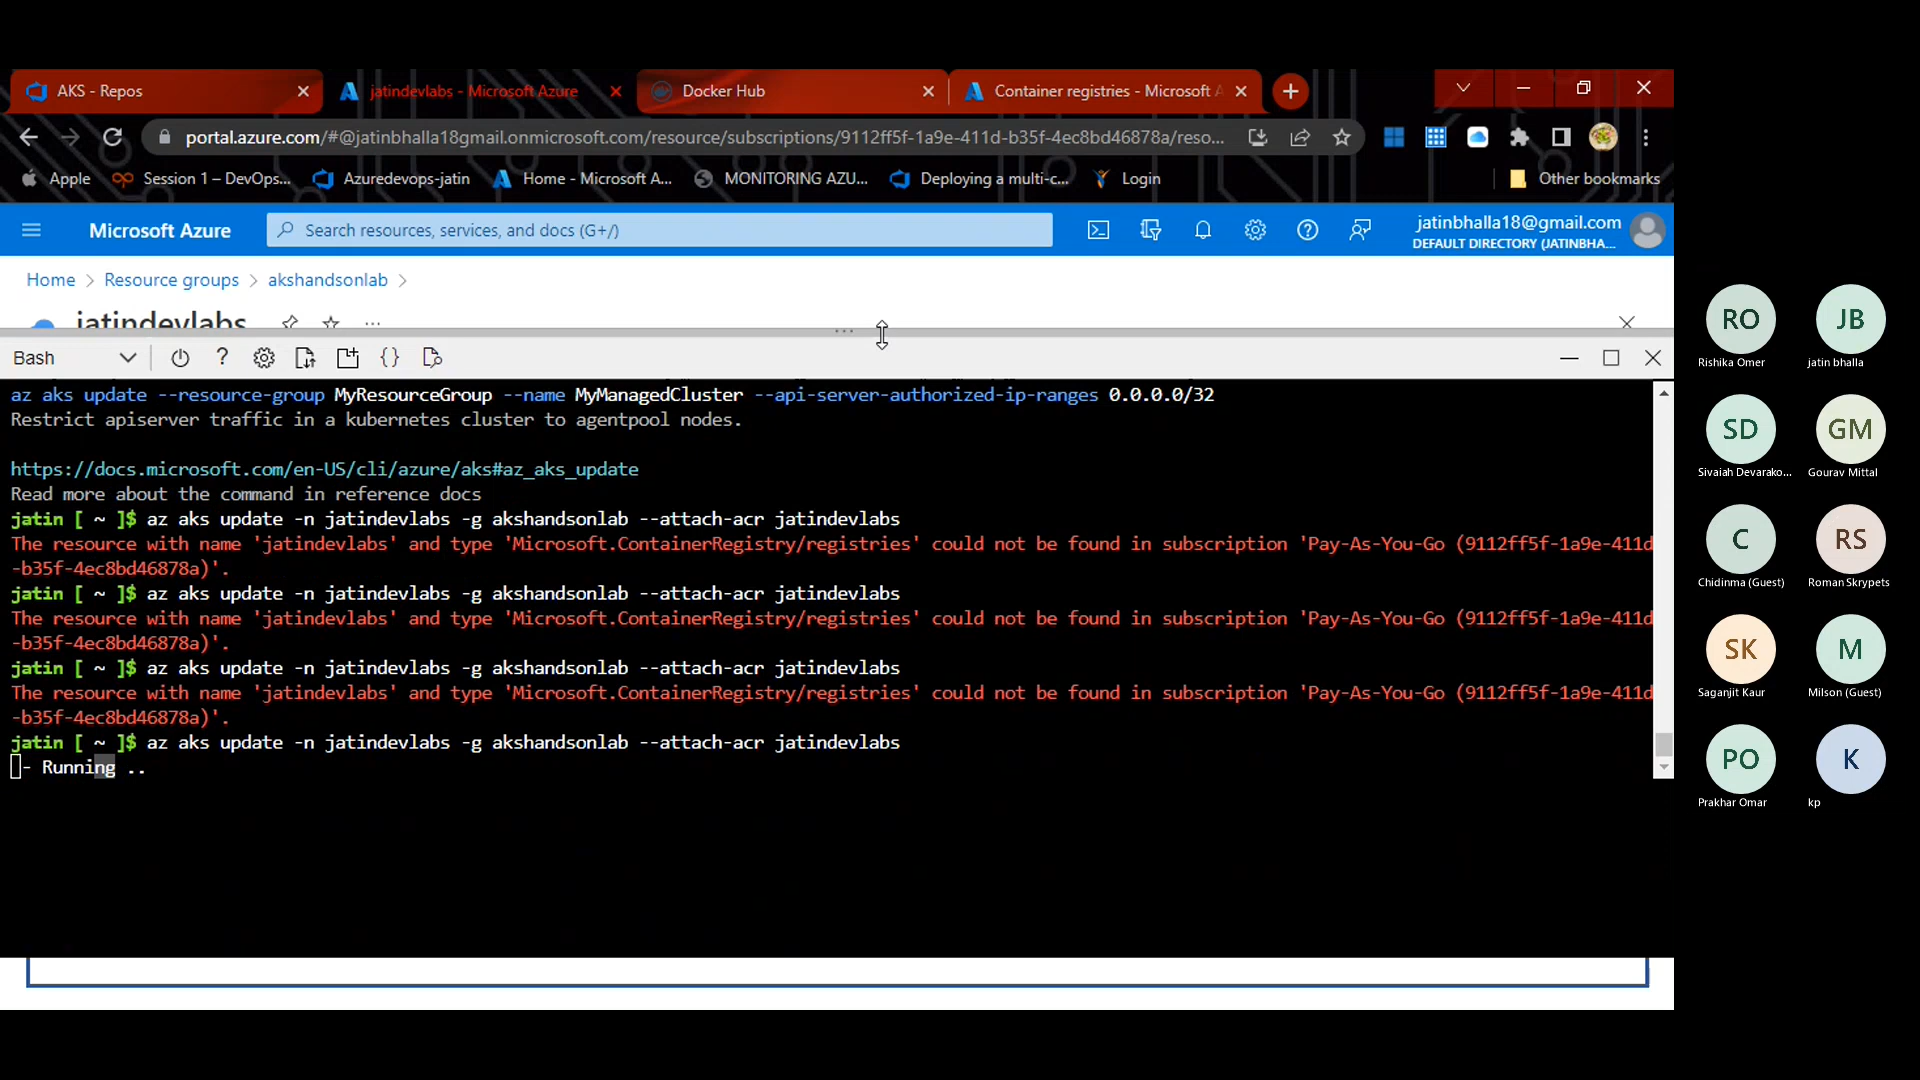 AKS - Repos
jatindevlabs - Microsoft Azure
Docker Hub
Container registries - Microsoft A
portal.azure.com/#@jatinbhalla18gmail.onmicrosoft.com/resource/subscriptions/9112ff5f-1a9e-411d-b35f-4ec8bd46878a/reso...
Apple
Session 1 – DevOps...
Azuredevops-jatin
Home - Microsoft A...
MONITORING AZU...
Deploying a multi-c...
Login
Other bookmarks
Microsoft Azure
Search resources, services, and docs (G+/)
jatinbhalla18@gmail.com
DEFAULT DIRECTORY (JATINBHA...
Home > Resource groups > akshandsonlab >
jatindevlabs
Bash
az aks update --resource-group MyResourceGroup --name MyManagedCluster --api-server-authorized-ip-ranges 0.0.0.0/32
Restrict apiserver traffic in a kubernetes cluster to agentpool nodes.
https://docs.microsoft.com/en-US/cli/azure/aks#az_aks_update
Read more about the command in reference docs
jatin [ ~ ]$ az aks update -n jatindevlabs -g akshandsonlab --attach-acr jatindevlabs
The resource with name 'jatindevlabs' and type 'Microsoft.ContainerRegistry/registries' could not be found in subscription 'Pay-As-You-Go (9112ff5f-1a9e-411d
-b35f-4ec8bd46878a)'.
jatin [ ~ ]$ az aks update -n jatindevlabs -g akshandsonlab --attach-acr jatindevlabs
The resource with name 'jatindevlabs' and type 'Microsoft.ContainerRegistry/registries' could not be found in subscription 'Pay-As-You-Go (9112ff5f-1a9e-411d
-b35f-4ec8bd46878a)'.
jatin [ ~ ]$ az aks update -n jatindevlabs -g akshandsonlab --attach-acr jatindevlabs
The resource with name 'jatindevlabs' and type 'Microsoft.ContainerRegistry/registries' could not be found in subscription 'Pay-As-You-Go (9112ff5f-1a9e-411d
-b35f-4ec8bd46878a)'.
jatin [ ~ ]$ az aks update -n jatindevlabs -g akshandsonlab --attach-acr jatindevlabs
- Running ..
RO
Rishika Omer
JB
jatin bhalla
SD
Sivaiah Devarako...
GM
Gourav Mittal
C
Chidinma (Guest)
RS
Roman Skrypets
SK
Saganjit Kaur
M
Milson (Guest)
PO
Prakhar Omar
K
kp